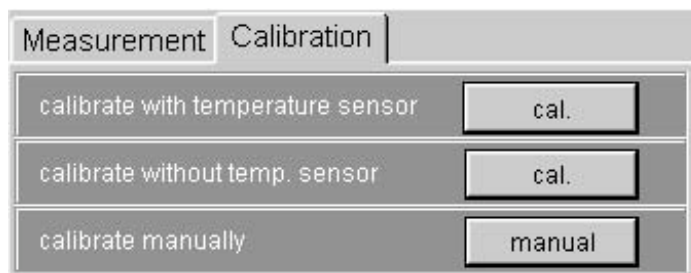 Measurement Calibration
calibrate with temperature sensor cal.
calibrate without temp. sensor cal.
calibrate manually manual